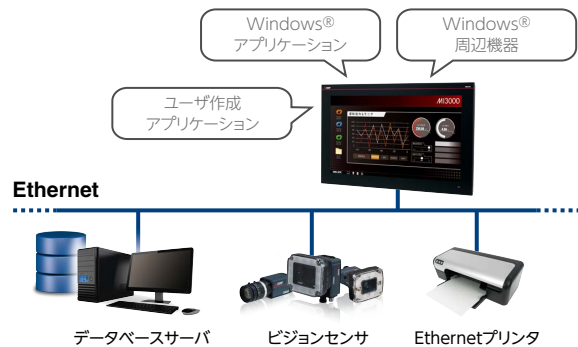 Windows®
アプリケーション
Windows®
周辺機器
ユーザ作成
アプリケーション
MI3000
Ethernet
データベースサーバ
ビジョンセンサ
Ethernetプリンタ